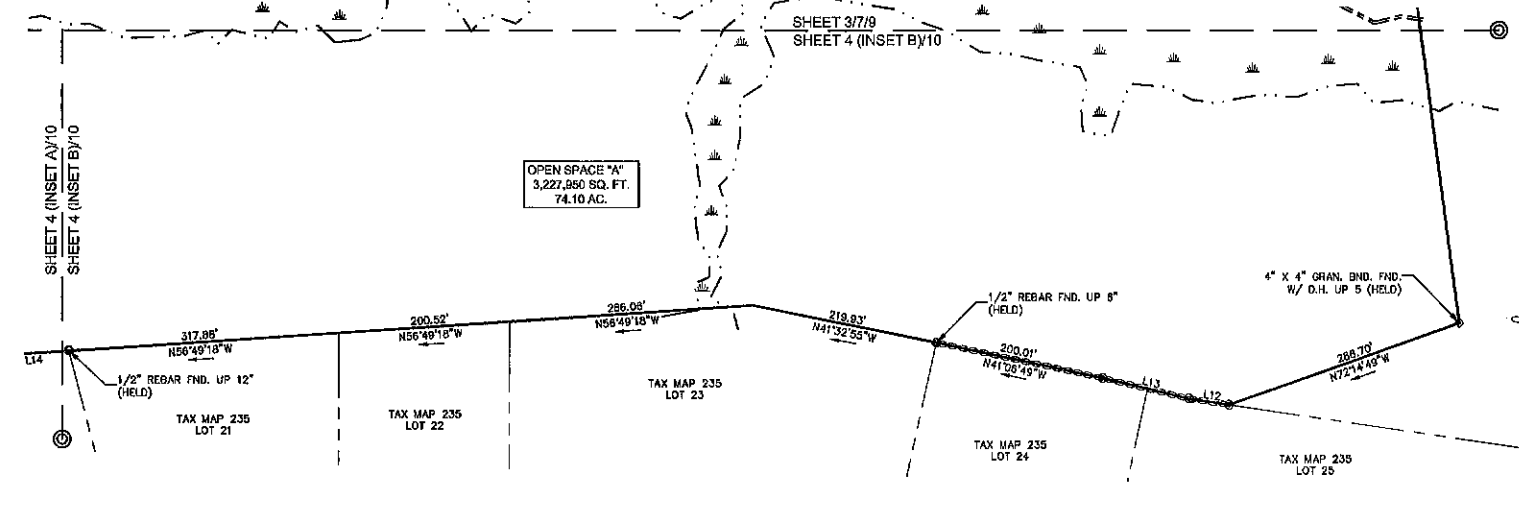 SHEET 3/7/9
SHEET 4 (INSET B)/10
SHEET 4 (INSET A)/10
SHEET 4 (INSET B)/10
OPEN SPACE "A"
3,227,950 SQ. FT.
74.10 AC.
4" X 4" GRAN. BND. FND.
W/ D.H. UP 5 (HELD)
1/2" REBAR FND. UP 6"
(HELD)
317.86'
N56°49'18"W
200.52'
N56°49'18"W
286.06'
N56°49'18"W
219.93'
N41°32'55"W
200.01'
N41°06'49"W
L13
L12
268.70'
N72°14'49"W
L14
1/2" REBAR FND. UP 12"
(HELD)
TAX MAP 235
LOT 21
TAX MAP 235
LOT 22
TAX MAP 235
LOT 23
TAX MAP 235
LOT 24
TAX MAP 235
LOT 25